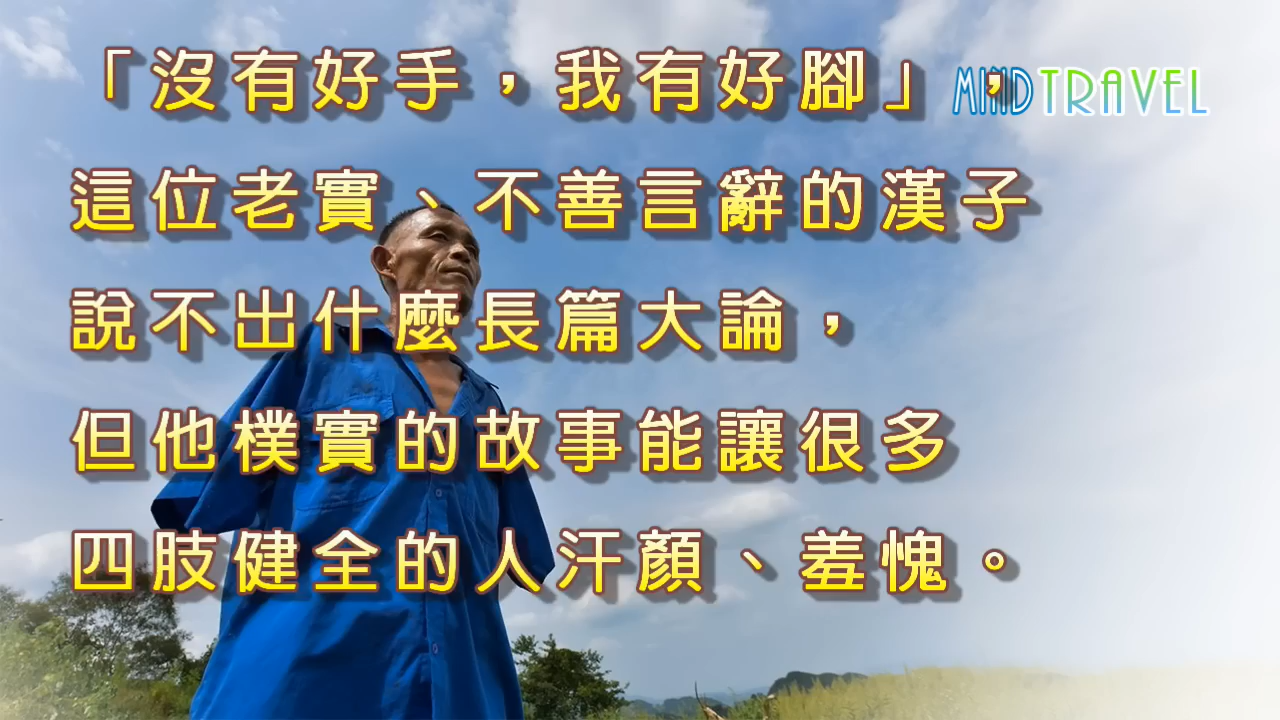 「沒有好手，我有好腳」，
MINDTRAVEL
這位老實、不善言辭的漢子
說不出什麼長篇大論，
但他樸實的故事能讓很多
四肢健全的人汗顏、羞愧。